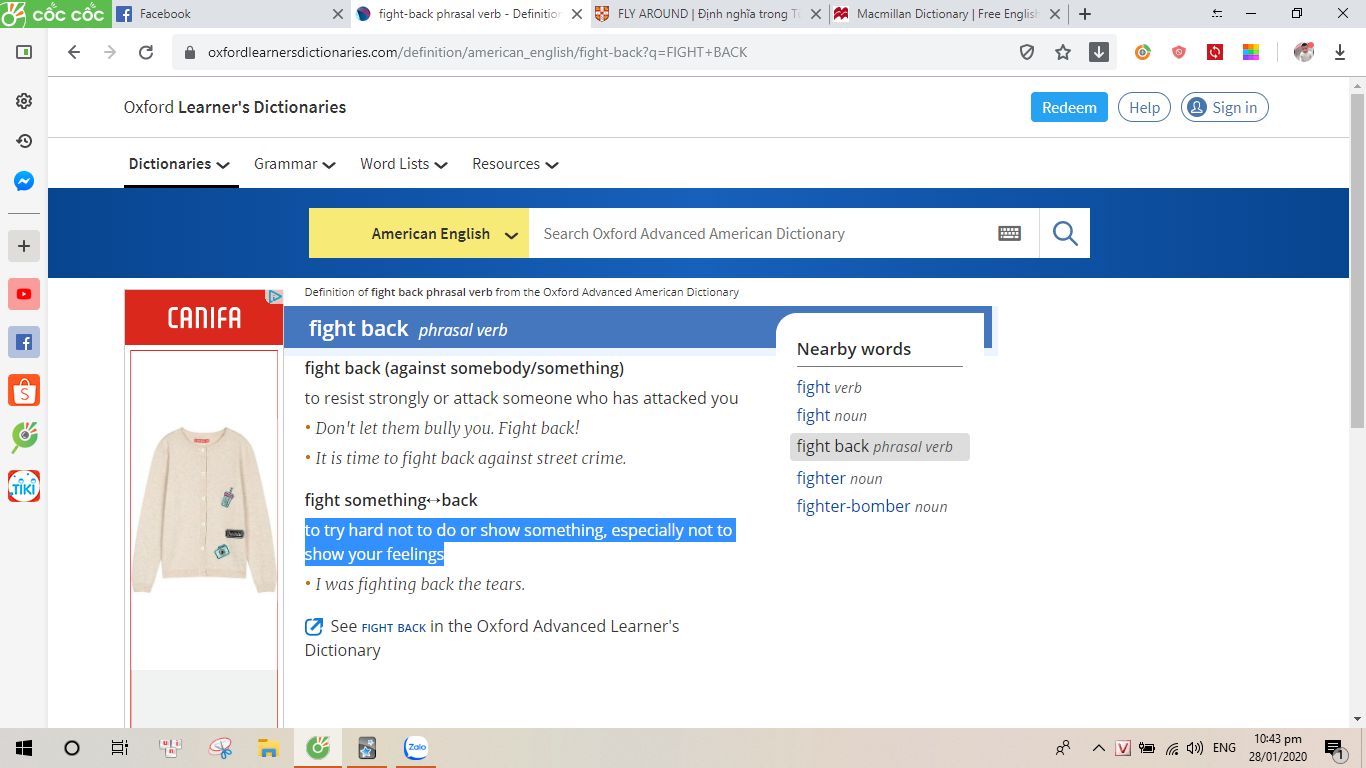 cốc cốc
Facebook
fight-back phrasal verb - Definition
FLY AROUND | Định nghĩa trong Từ
Macmillan Dictionary | Free English
oxfordlearnersdictionaries.com/definition/american_english/fight-back?q=FIGHT+BACK
Oxford Learner's Dictionaries
Redeem
Help
Sign in
Dictionaries
Grammar
Word Lists
Resources
American English
Search Oxford Advanced American Dictionary
CANIFA
Definition of fight back phrasal verb from the Oxford Advanced American Dictionary
fight back phrasal verb
fight back (against somebody/something)
to resist strongly or attack someone who has attacked you
• Don't let them bully you. Fight back!
• It is time to fight back against street crime.
fight something↔back
to try hard not to do or show something, especially not to
show your feelings
• I was fighting back the tears.
See FIGHT BACK in the Oxford Advanced Learner's
Dictionary
Nearby words
fight verb
fight noun
fight back phrasal verb
fighter noun
fighter-bomber noun
TIKI
Zalo
V
ENG
10:43 pm
28/01/2020
1